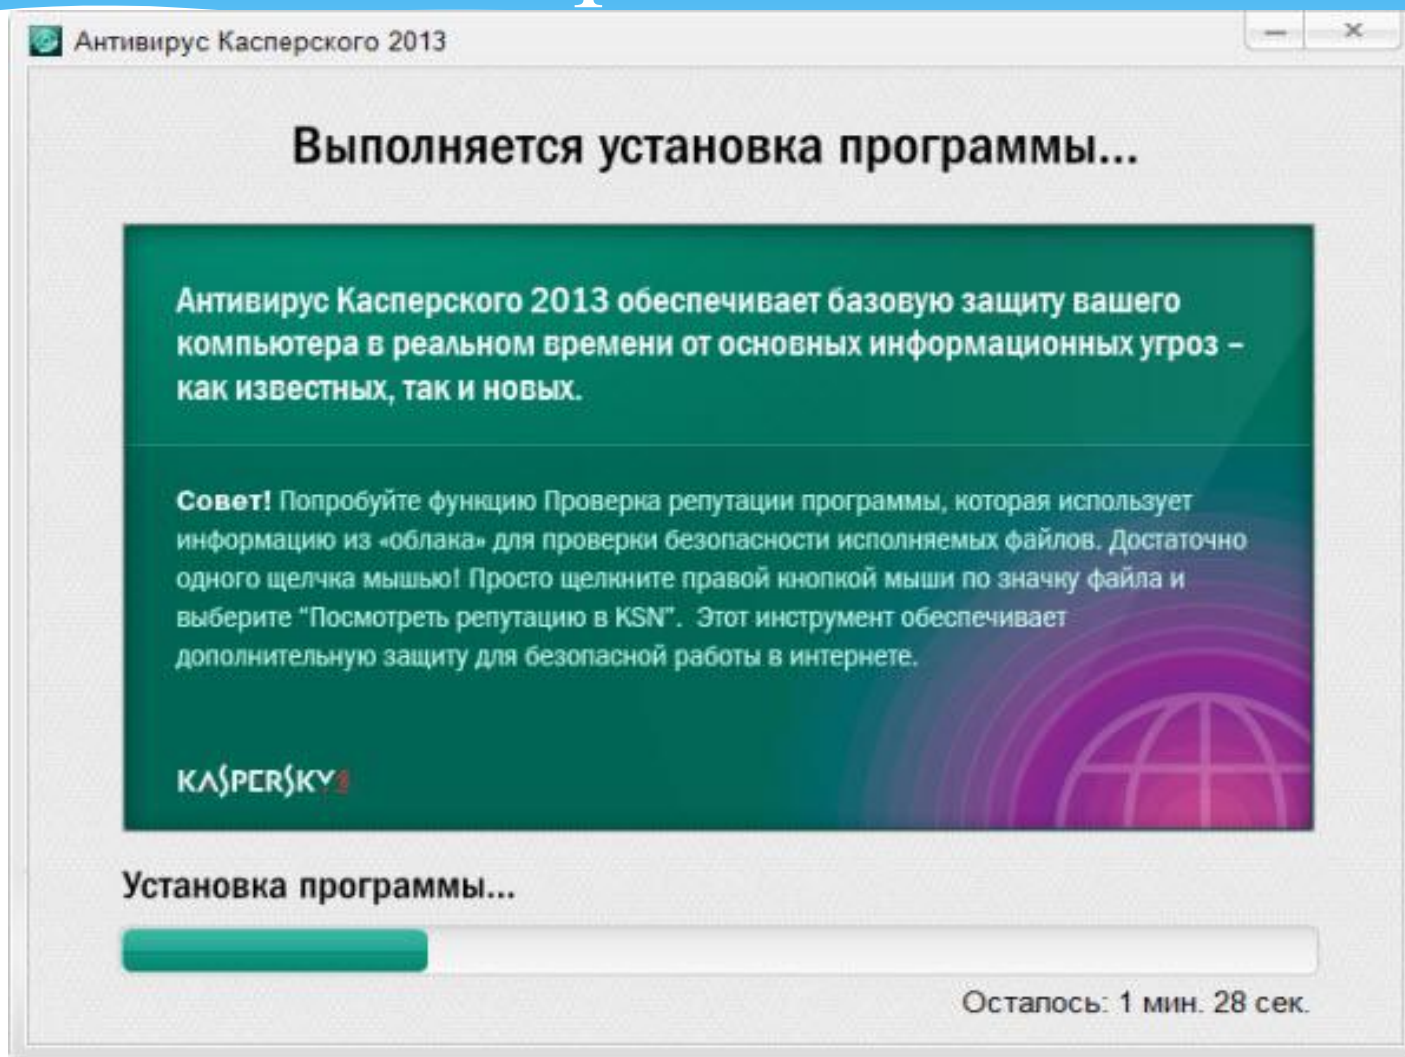 Антивирус Касперского 2013
Выполняется установка программы...
Антивирус Касперского 2013 обеспечивает базовую защиту вашего
компьютера в реальном времени от основных информационных угроз –
как известных, так и новых.
Совет! Попробуйте функцию Проверка репутации программы, которая использует
информацию из «облака» для проверки безопасности исполняемых файлов. Достаточно
одного щелчка мышью! Просто щелкните правой кнопкой мыши по значку файла и
выберите “Посмотреть репутацию в KSN”. Этот инструмент обеспечивает
дополнительную защиту для безопасной работы в интернете.
KASPERSKY
Установка программы...
Осталось: 1 мин. 28 сек.